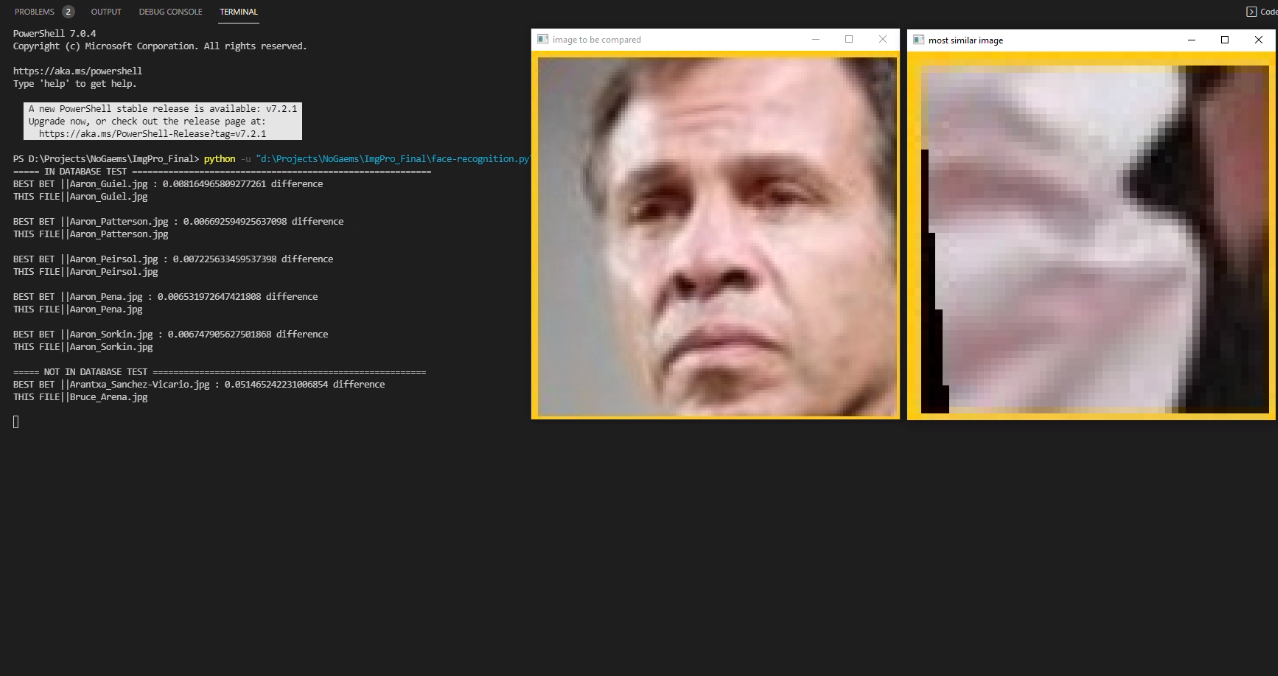 PROBLEMS 2 OUTPUT DEBUG CONSOLE TERMINAL
Code
PowerShell 7.0.4
Copyright (c) Microsoft Corporation. All rights reserved.
https://aka.ms/powershell
Type 'help' to get help.
A new PowerShell stable release is available: v7.2.1
Upgrade now, or check out the release page at:
https://aka.ms/PowerShell-Release?tag=v7.2.1
PS D:\Projects\NoGaems\ImgPro_Final> python -u "d:\Projects\NoGaems\ImgPro_Final\face-recognition.py"
===== IN DATABASE TEST =========================================================
BEST BET ||Aaron_Guiel.jpg : 0.008164965809277261 difference
THIS FILE||Aaron_Guiel.jpg
BEST BET ||Aaron_Patterson.jpg : 0.006692594925637098 difference
THIS FILE||Aaron_Patterson.jpg
BEST BET ||Aaron_Peirsol.jpg : 0.007225633459537398 difference
THIS FILE||Aaron_Peirsol.jpg
BEST BET ||Aaron_Pena.jpg : 0.006531972647421808 difference
THIS FILE||Aaron_Pena.jpg
BEST BET ||Aaron_Sorkin.jpg : 0.006747905627501868 difference
THIS FILE||Aaron_Sorkin.jpg
===== NOT IN DATABASE TEST ====================================================
BEST BET ||Arantxa_Sanchez-Vicario.jpg : 0.051465242231006854 difference
THIS FILE||Bruce_Arena.jpg
image to be compared
most similar image